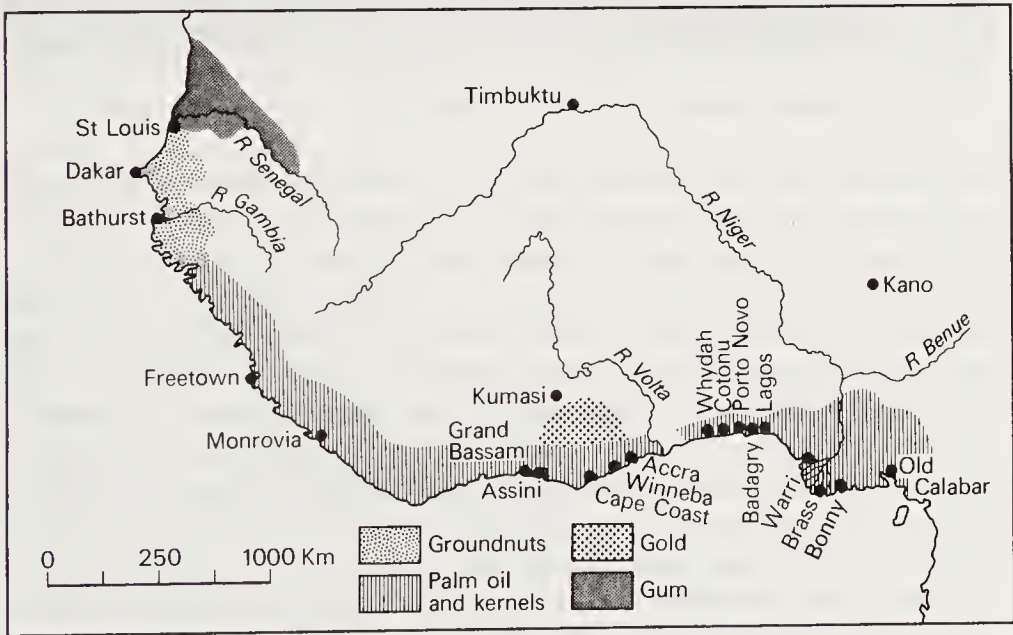 Timbuktu
St Louis
Dakar
Bathurst
R Senegal
R Gambia
R Niger
Kano
R Benue
Freetown
Monrovia
Kumasi
R Volta
Grand
Bassam
Assini
Accra
Winneba
Cape Coast
Whydah
Cotonu
Porto Novo
Lagos
Badagry
Warri
Brass
Bonny
Old
Calabar
0 250 1000 Km
Groundnuts
Palm oil
and kernels
Gold
Gum